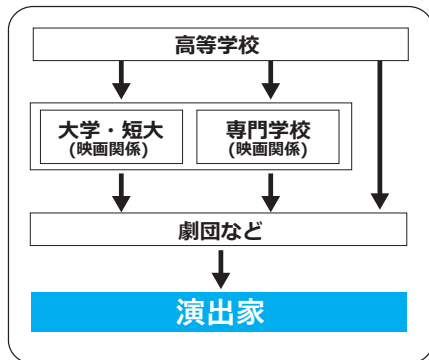 高等学校
大学・短大
(映画関係)
専門学校
(映画関係)
劇団など
演出家